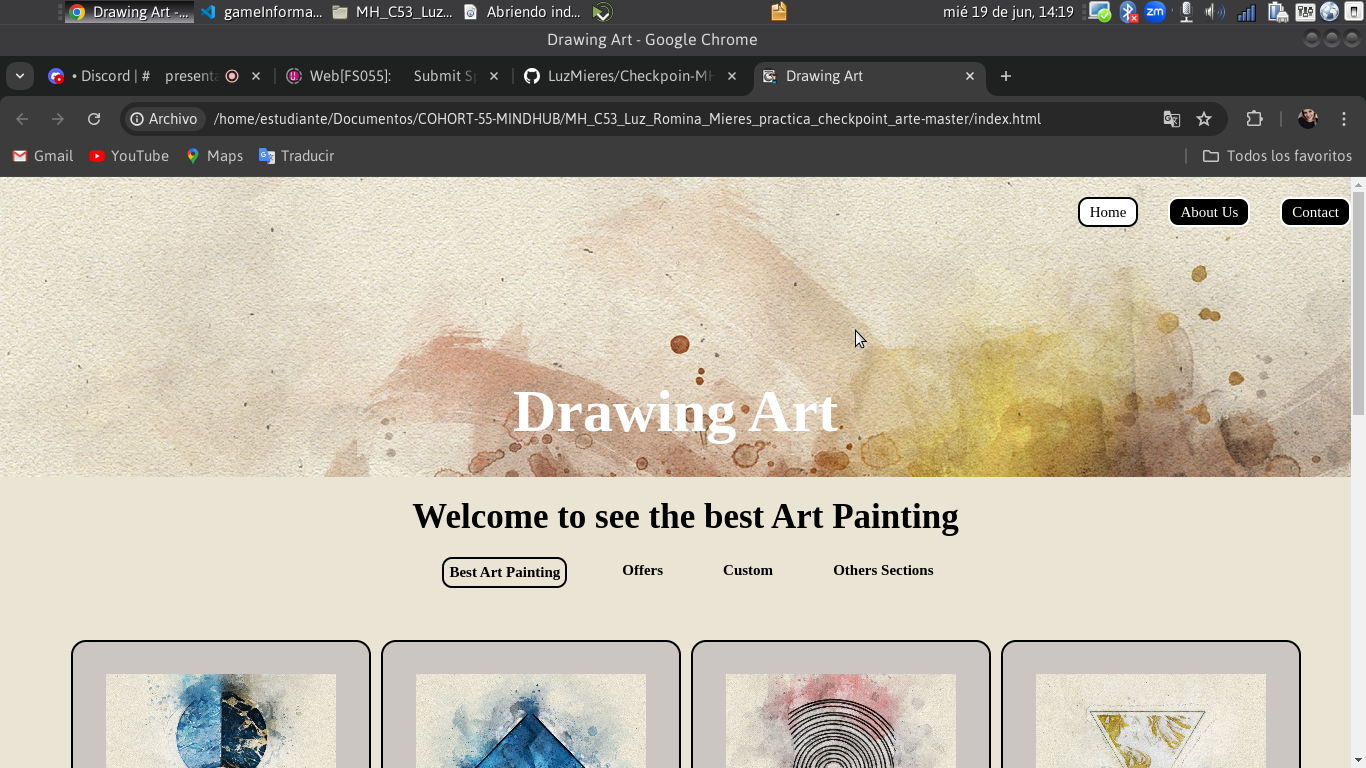 Drawing Art -... gameInforma... MH_C53_Luz... Abriendo ind... zm mié 19 de jun, 14:19
Drawing Art - Google Chrome
• Discord | # presenta Web[FS055]: Submit Sp LuzMieres/Checkpoin-MH Drawing Art
Archivo /home/estudiante/Documentos/COHORT-55-MINDHUB/MH_C53_Luz_Romina_Mieres_practica_checkpoint_arte-master/index.html
Gmail YouTube Maps Traducir Todos los favoritos
Home About Us Contact
Drawing Art
Welcome to see the best Art Painting
Best Art Painting Offers Custom Others Sections